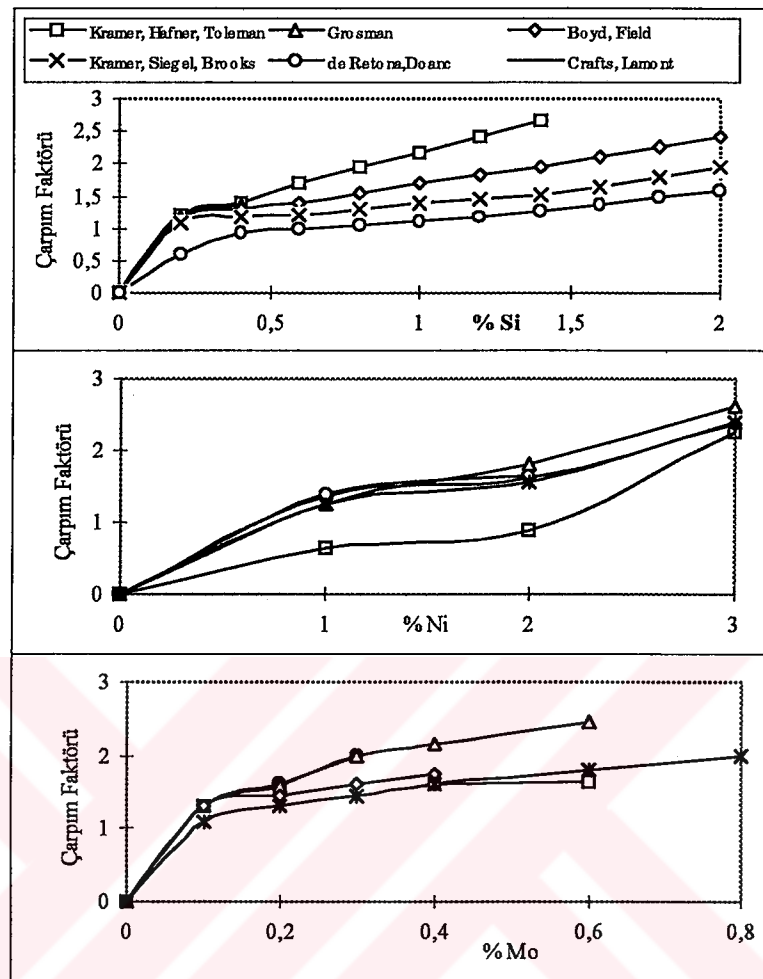 Kramer, Hafner, Toleman
Grosman
Boyd, Field
Kramer, Siegel, Brooks
de Retona,Doanc
Crafts, Lamont
Çarpım Faktörü
3
2,5
2
1,5
1
0,5
0
0
0,5
1
% Si
1,5
2
Çarpım Faktörü
3
2
1
0
0
1
% Ni
2
3
Çarpım Faktörü
3
2
1
0
0
0,2
0,4
0,6
0,8
% Mo